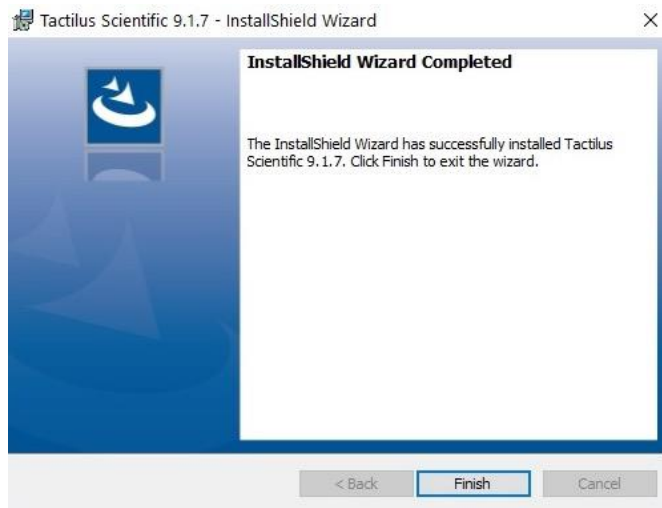 Tactilus Scientific 9.1.7 - InstallShield Wizard
InstallShield Wizard Completed
The InstallShield Wizard has successfully installed Tactilus
Scientific 9.1.7. Click Finish to exit the wizard.
< Back Finish Cancel